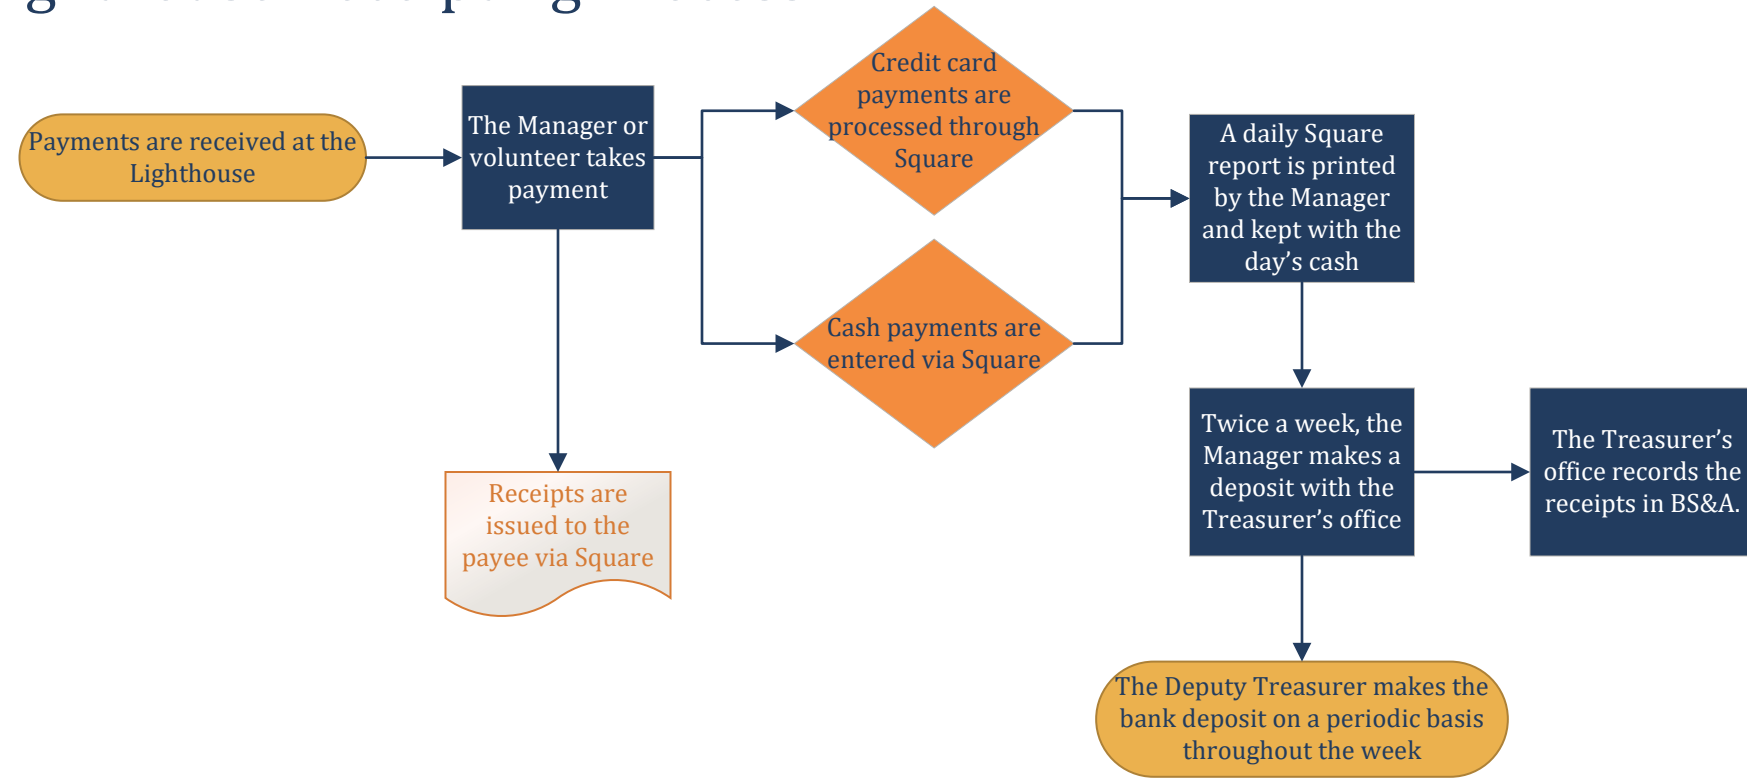 Credit card
payments are
processed through
Square
Payments are received at the
Lighthouse
The Manager or
volunteer takes
payment
A daily Square
report is printed
by the Manager
and kept with the
day’s cash
Cash payments are
entered via Square
Receipts are
issued to the
payee via Square
Twice a week, the
Manager makes a
deposit with the
Treasurer’s office
The Treasurer’s
office records the
receipts in BS&A.
The Deputy Treasurer makes the
bank deposit on a periodic basis
throughout the week